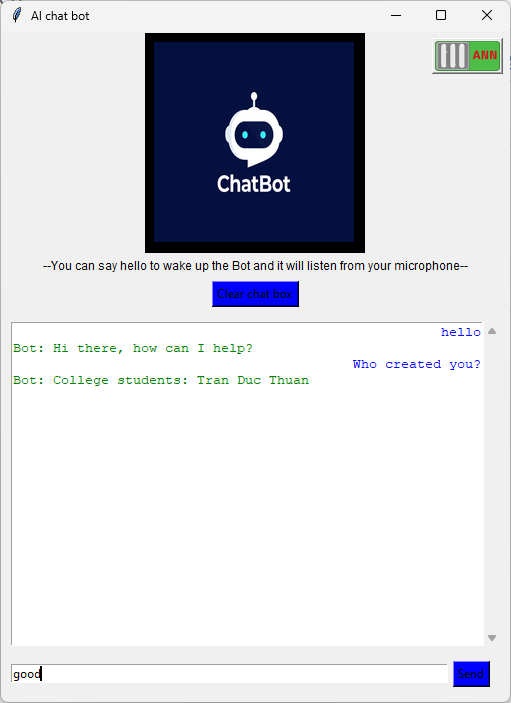 AI chat bot
ANN
ChatBot
--You can say hello to wake up the Bot and it will listen from your microphone--
Clear chat box
hello
Bot: Hi there, how can I help?
Who created you?
Bot: College students: Tran Duc Thuan
good
Send